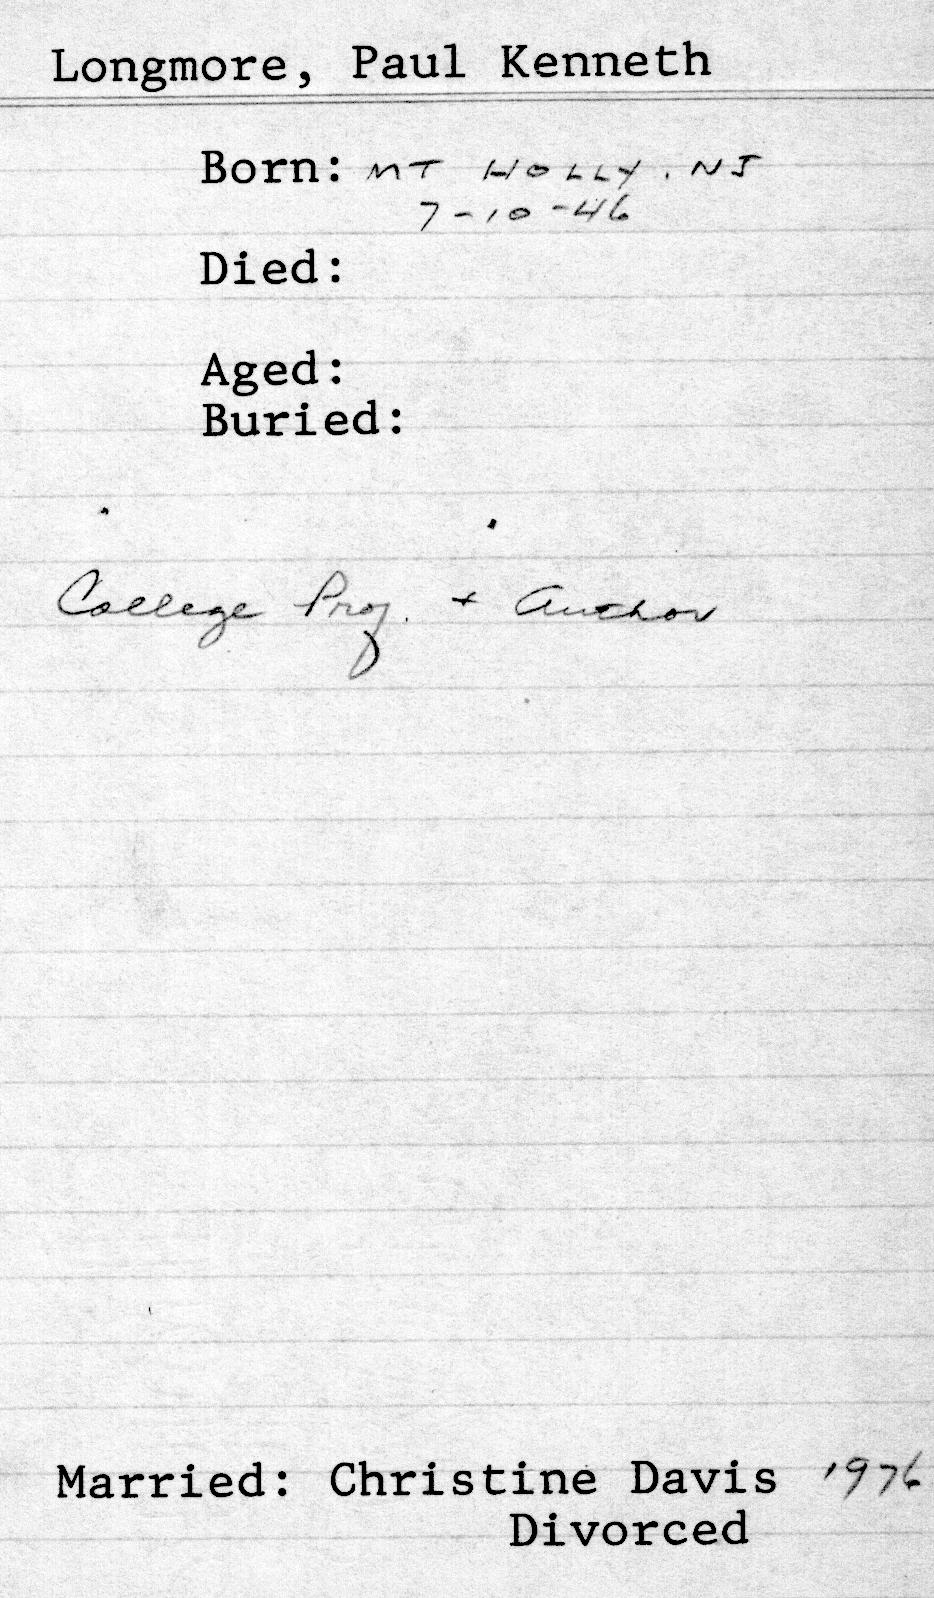 Longmore, Paul Kenneth
Born: MT HOLLY, NJ
7-10-46
Died:
Aged:
Buried:
College Prof. + Author
Married: Christine Davis 1976
Divorced